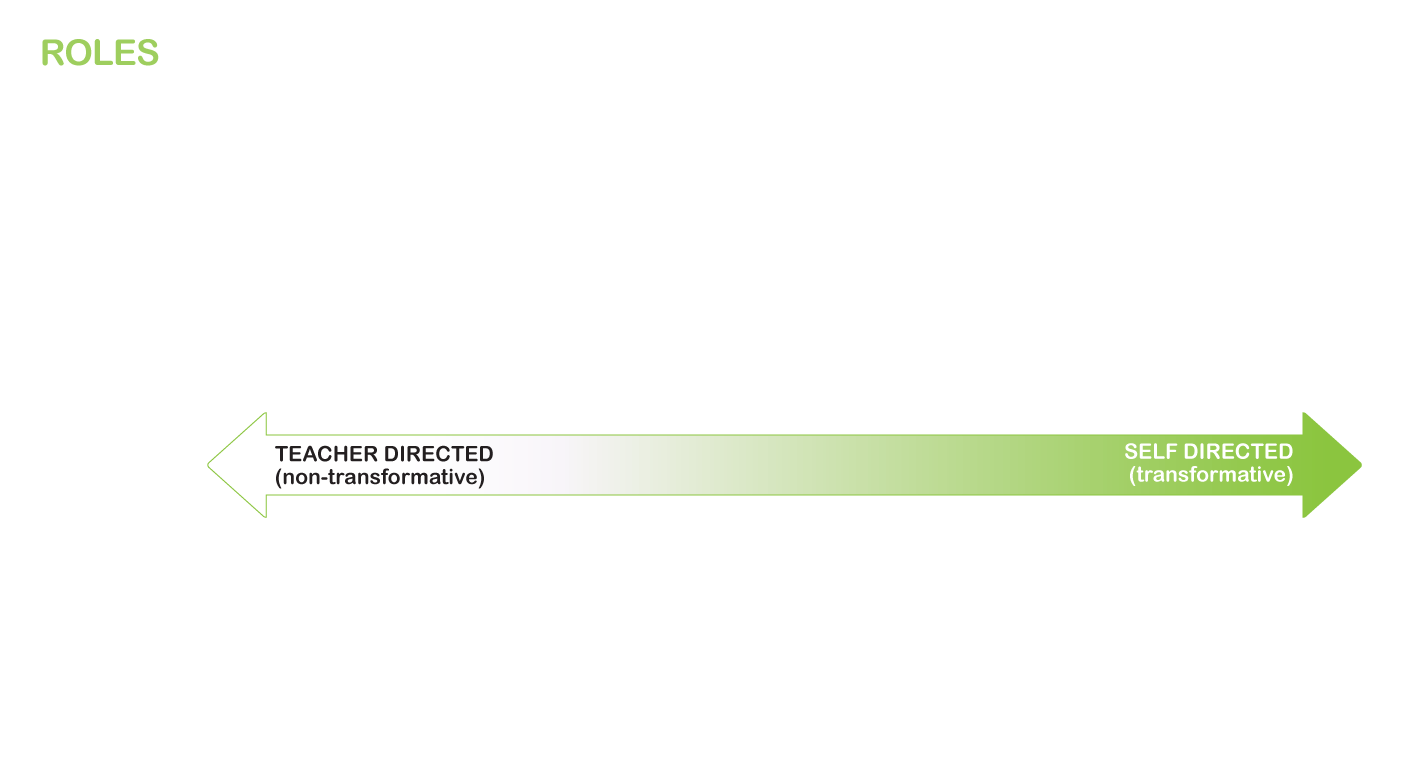 ROLES
TEACHER DIRECTED
(non-transformative)
SELF DIRECTED
(transformative)